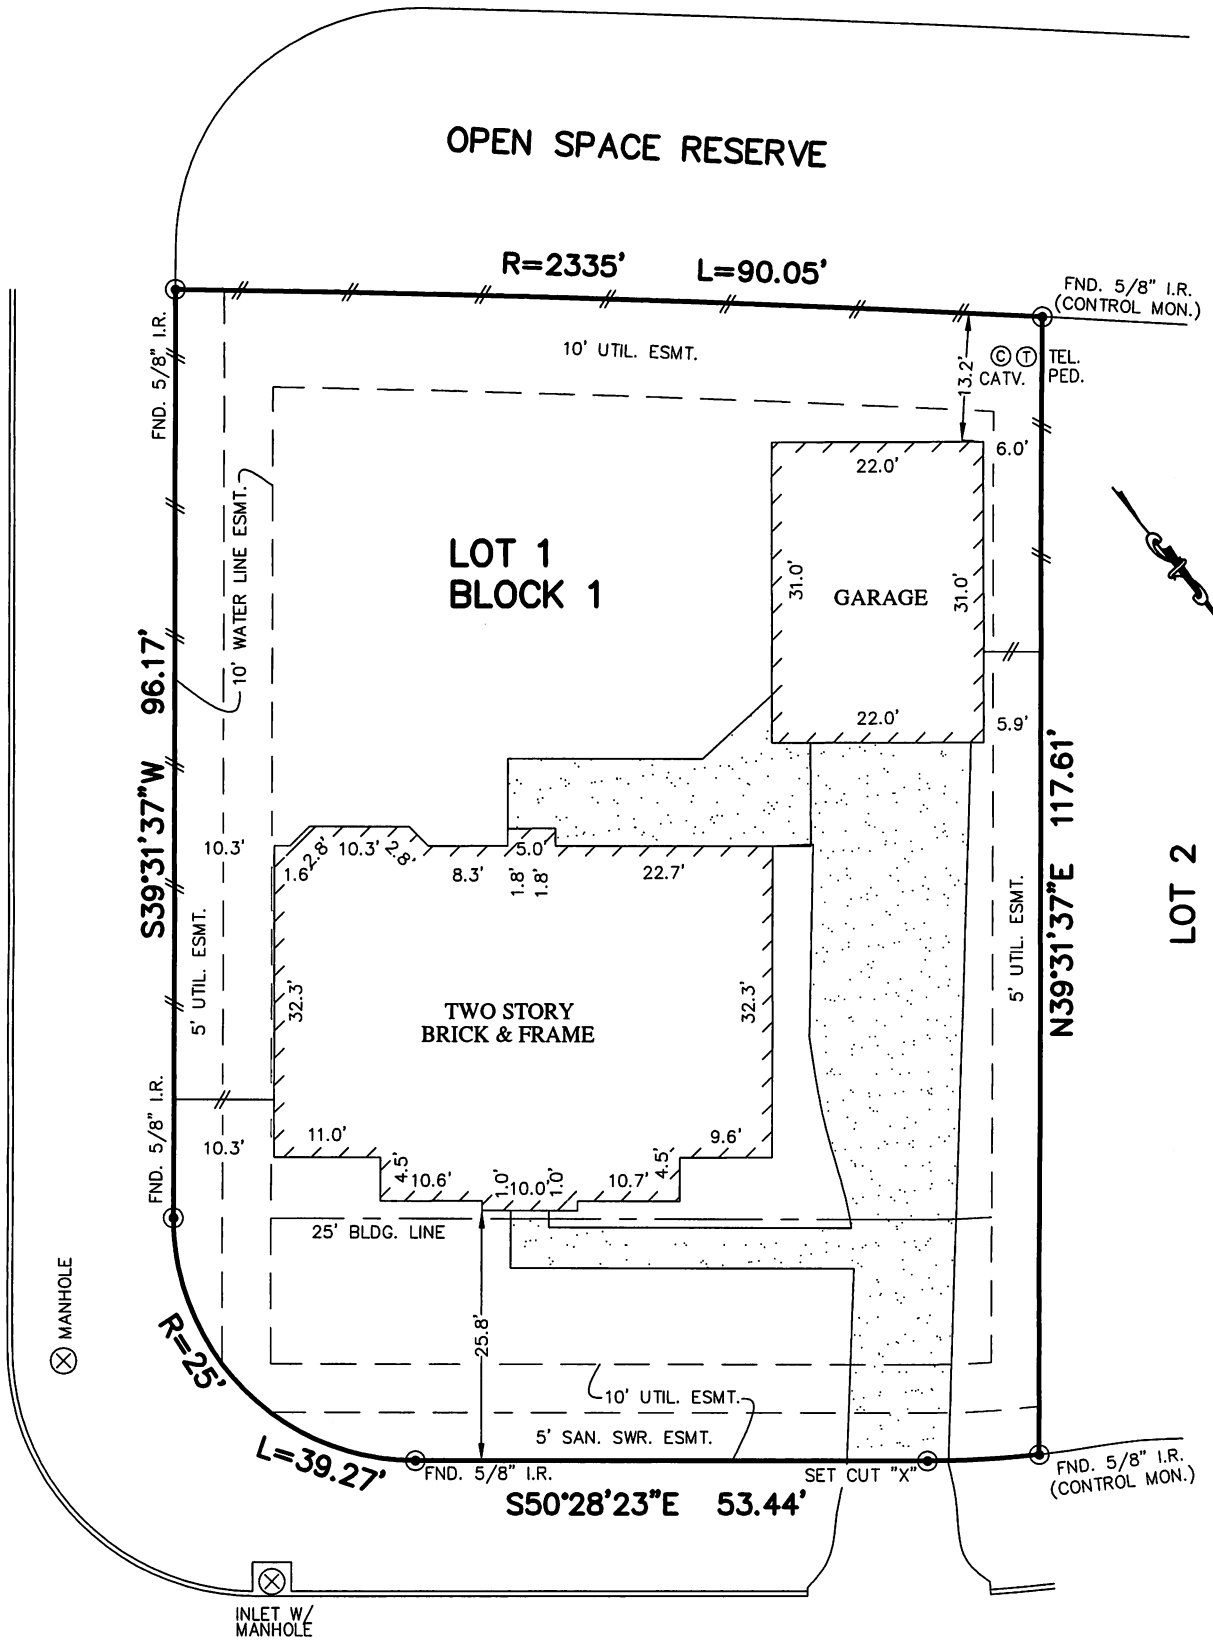 OPEN SPACE RESERVE
R=2335' L=90.05'
FND. 5/8" I.R.
(CONTROL MON.)
FND. 5/8" I.R.
10' UTIL. ESMT.
13.2'
Ⓒ Ⓣ TEL.
CATV. PED.
22.0'
6.0'
10' WATER LINE ESMT.
LOT 1
BLOCK 1
31.0'
GARAGE
31.0'
S39°31'37"W 96.17'
22.0'
5.9'
N39°31'37"E 117.61'
LOT 2
10.3'
1.6'
2.8'
10.3'
2.8'
8.3'
1.8'
5.0'
1.8'
22.7'
5' UTIL. ESMT.
5' UTIL. ESMT.
32.3'
TWO STORY
BRICK & FRAME
32.3'
FND. 5/8" I.R.
10.3'
11.0'
4.5'
10.6'
1.0'
10.0'
1.0'
10.7'
4.5'
9.6'
25' BLDG. LINE
MANHOLE
R=25'
25.8'
10' UTIL. ESMT.
5' SAN. SWR. ESMT.
L=39.27'
FND. 5/8" I.R.
SET CUT "X"
FND. 5/8" I.R.
(CONTROL MON.)
S50°28'23"E 53.44'
INLET W/
MANHOLE